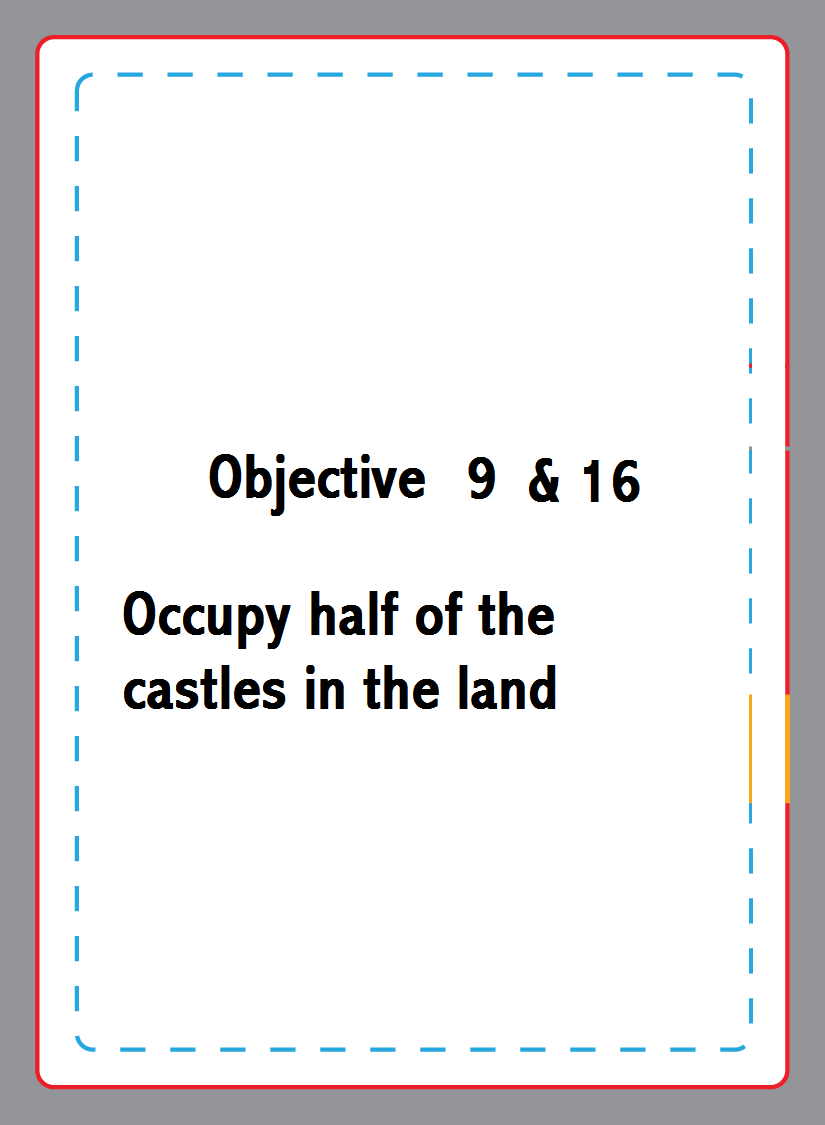 Objective 9 & 16
Occupy half of the
castles in the land